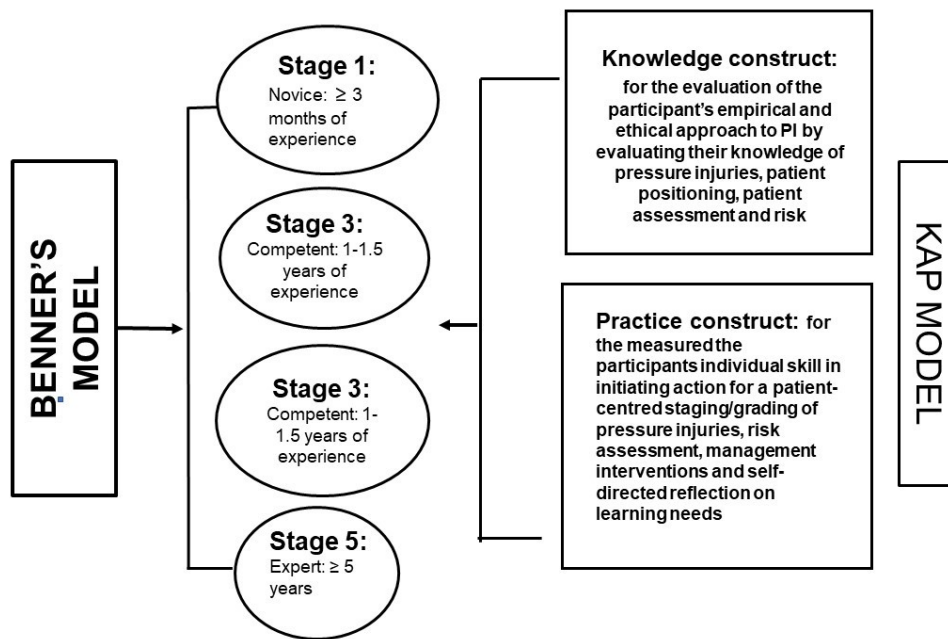 BENNER'S
MODEL
Stage 1:
Novice: ≥ 3
months of
experience
Stage 3:
Competent: 1-1.5
years of
experience
Stage 3:
Competent: 1-
1.5 years of
experience
Stage 5:
Expert: ≥ 5
years
Knowledge construct:
for the evaluation of the
participant's empirical and
ethical approach to PI by
evaluating their knowledge of
pressure injuries, patient
positioning, patient
assessment and risk
Practice construct: for
the measured the
participants individual skill in
initiating action for a patient-
centred staging/grading of
pressure injuries, risk
assessment, management
interventions and self-
directed reflection on
learning needs
KAP MODEL